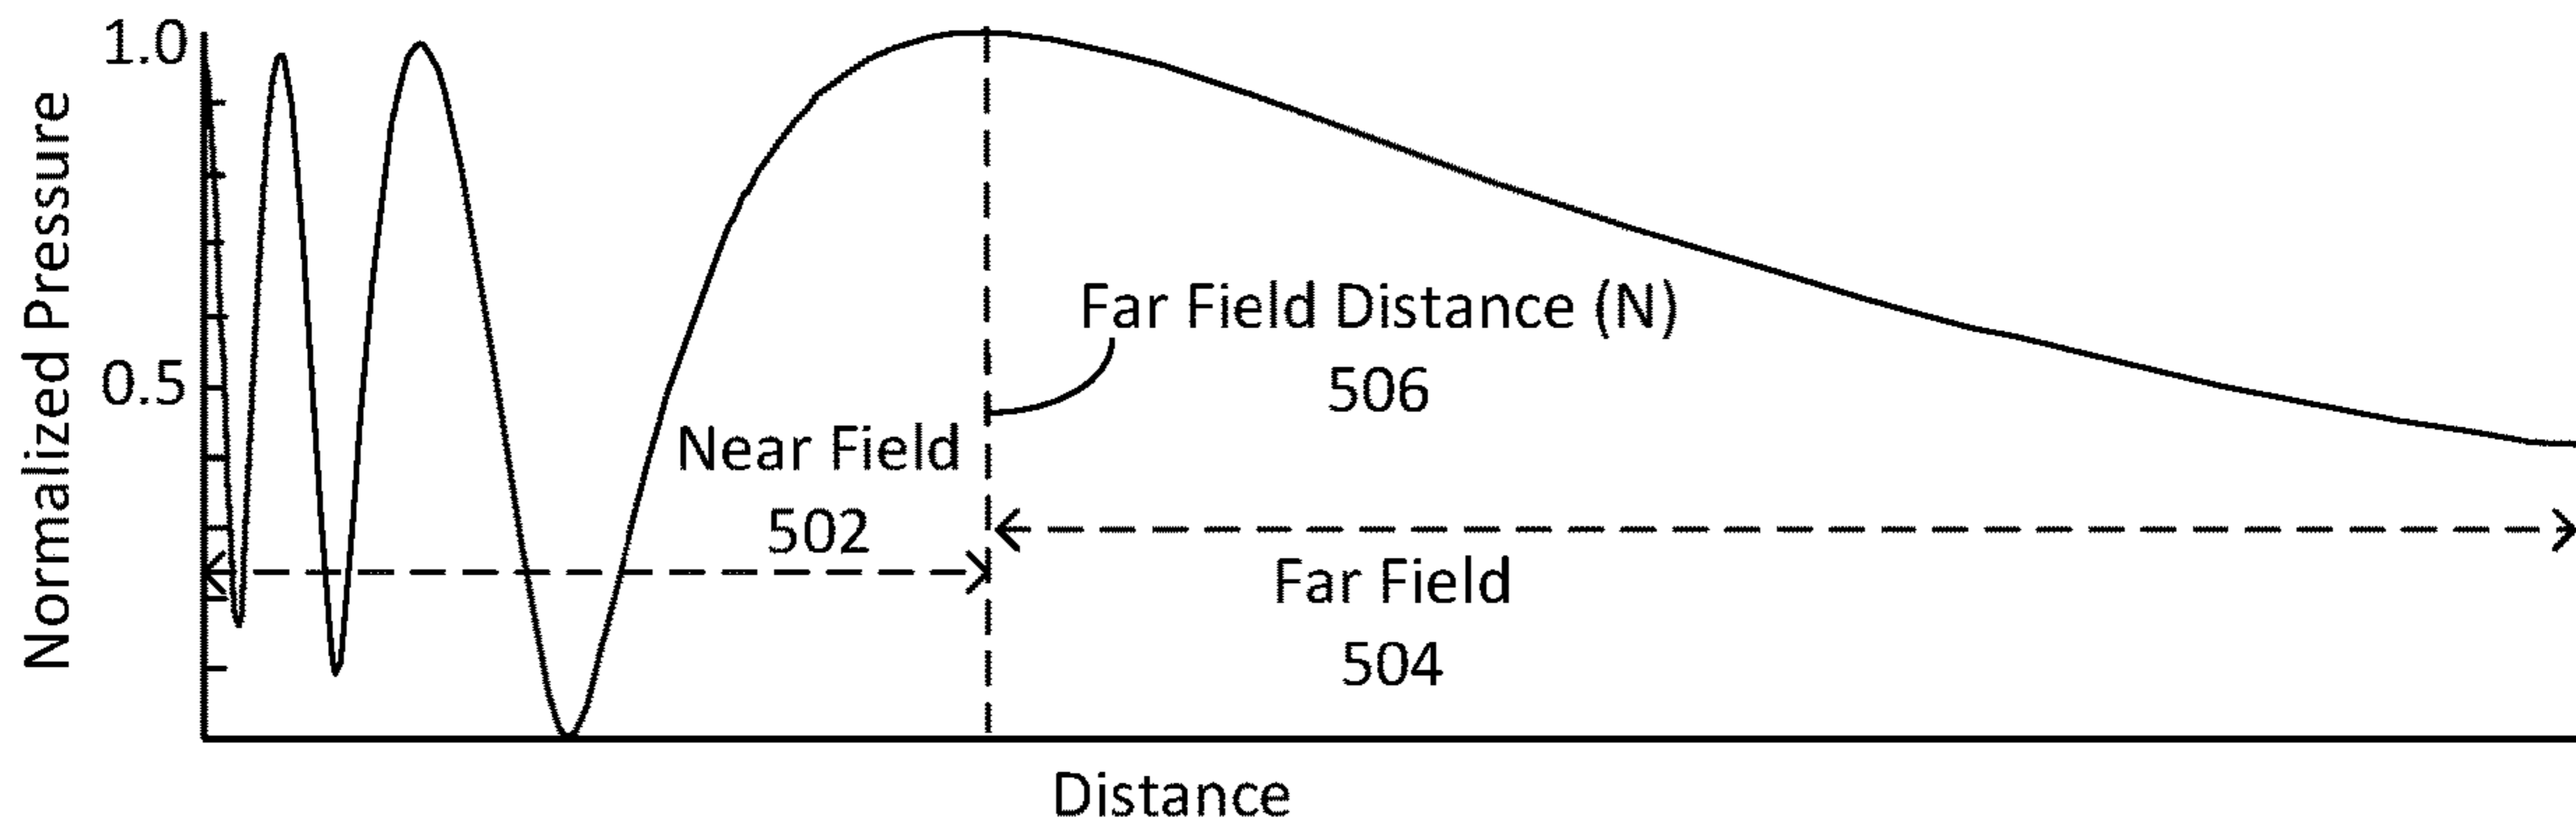 1.0
Normalized Pressure
0.5
Far Field Distance (N)
506
Near Field
502
Far Field
504
Distance